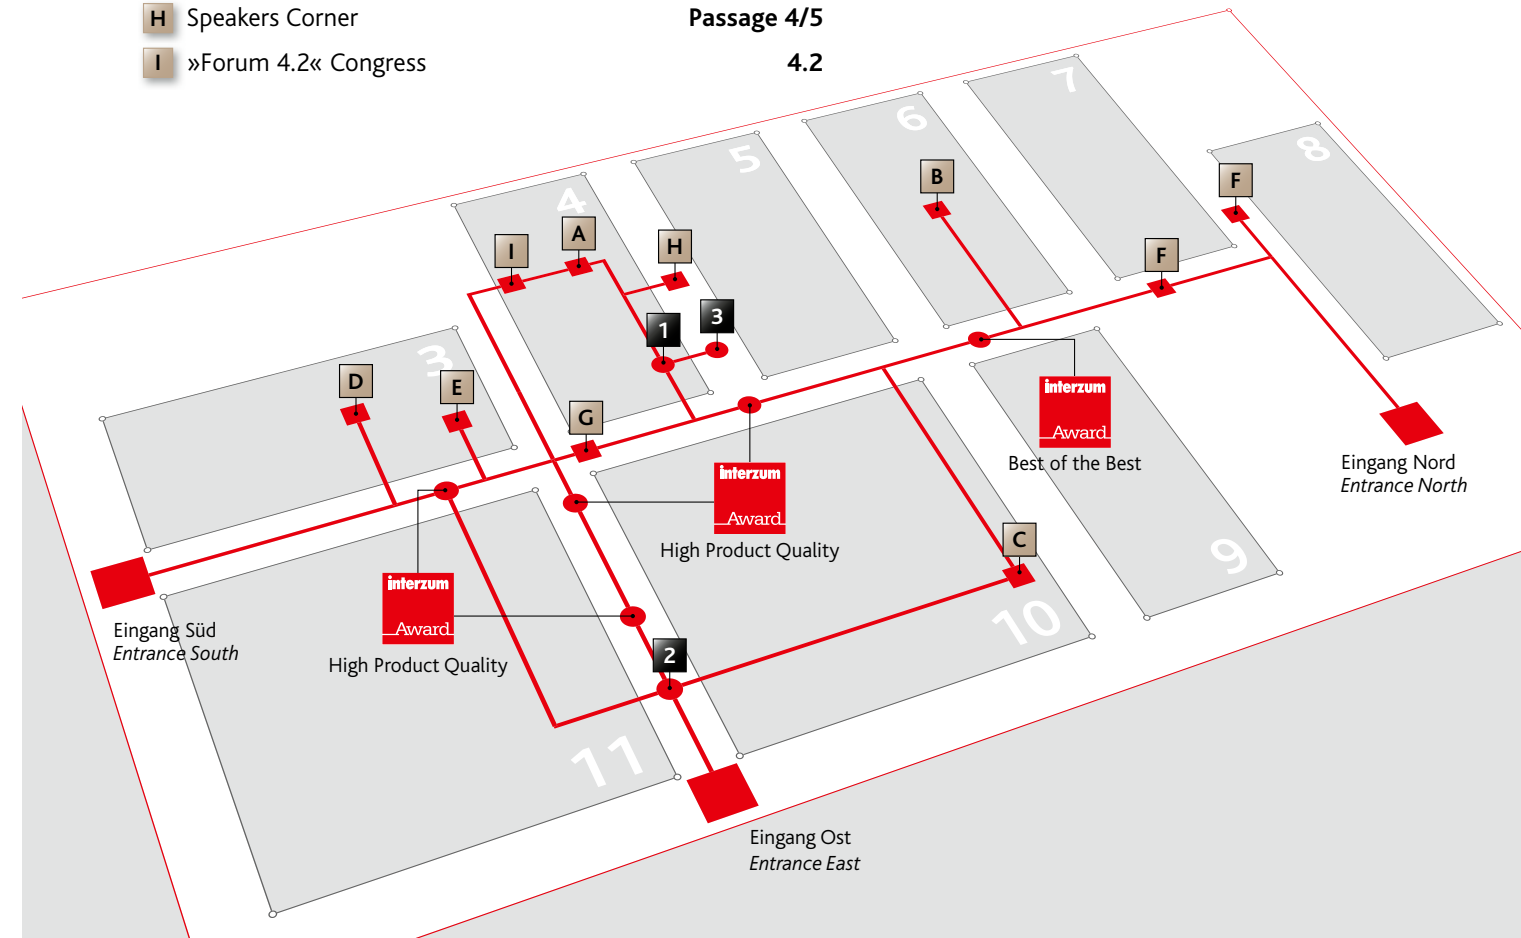 H Speakers Corner Passage 4/5
I »Forum 4.2« Congress 4.2
7
6
8
5
B
F
4
A
I
H
F
3
1
3
D
E
interzum
Award
G
Best of the Best
Eingang Nord
Entrance North
interzum
Award
High Product Quality
C
9
interzum
Award
High Product Quality
10
Eingang Süd
Entrance South
2
11
Eingang Ost
Entrance East